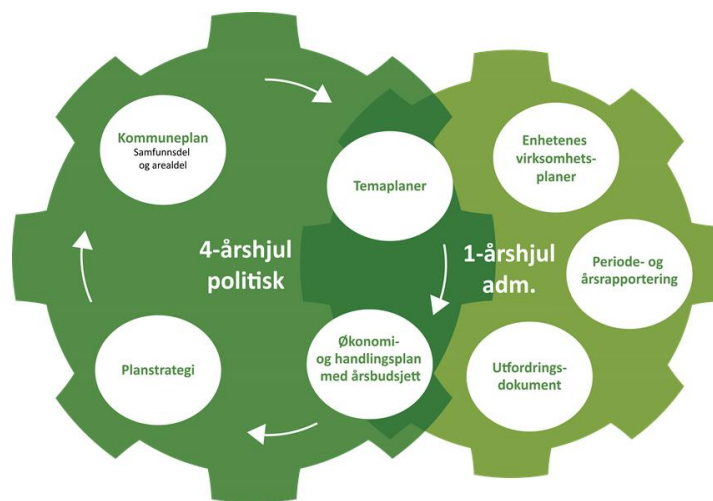 Kommuneplan
Samfunnsdel
og arealdel
Temaplaner
4-årshjul
politisk
Planstrategi
Økonomi-
og handlingsplan
med årsbudsjett
Enhetenes
virksomhets-
planer
1-årshjul
adm.
Periode- og
årsrapportering
Utfordrings-
dokument